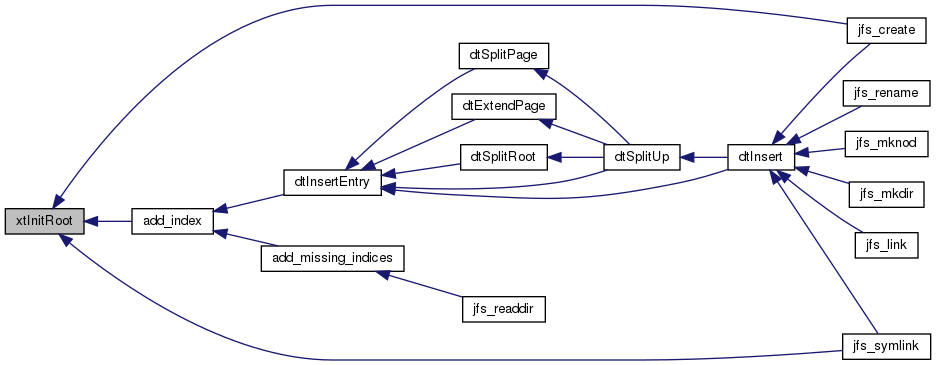 xtInitRoot
add_index
dtInsertEntry
add_missing_indices
dtSplitPage
dtExtendPage
dtSplitRoot
jfs_readdir
dtSplitUp
dtInsert
jfs_create
jfs_rename
jfs_mknod
jfs_mkdir
jfs_link
jfs_symlink